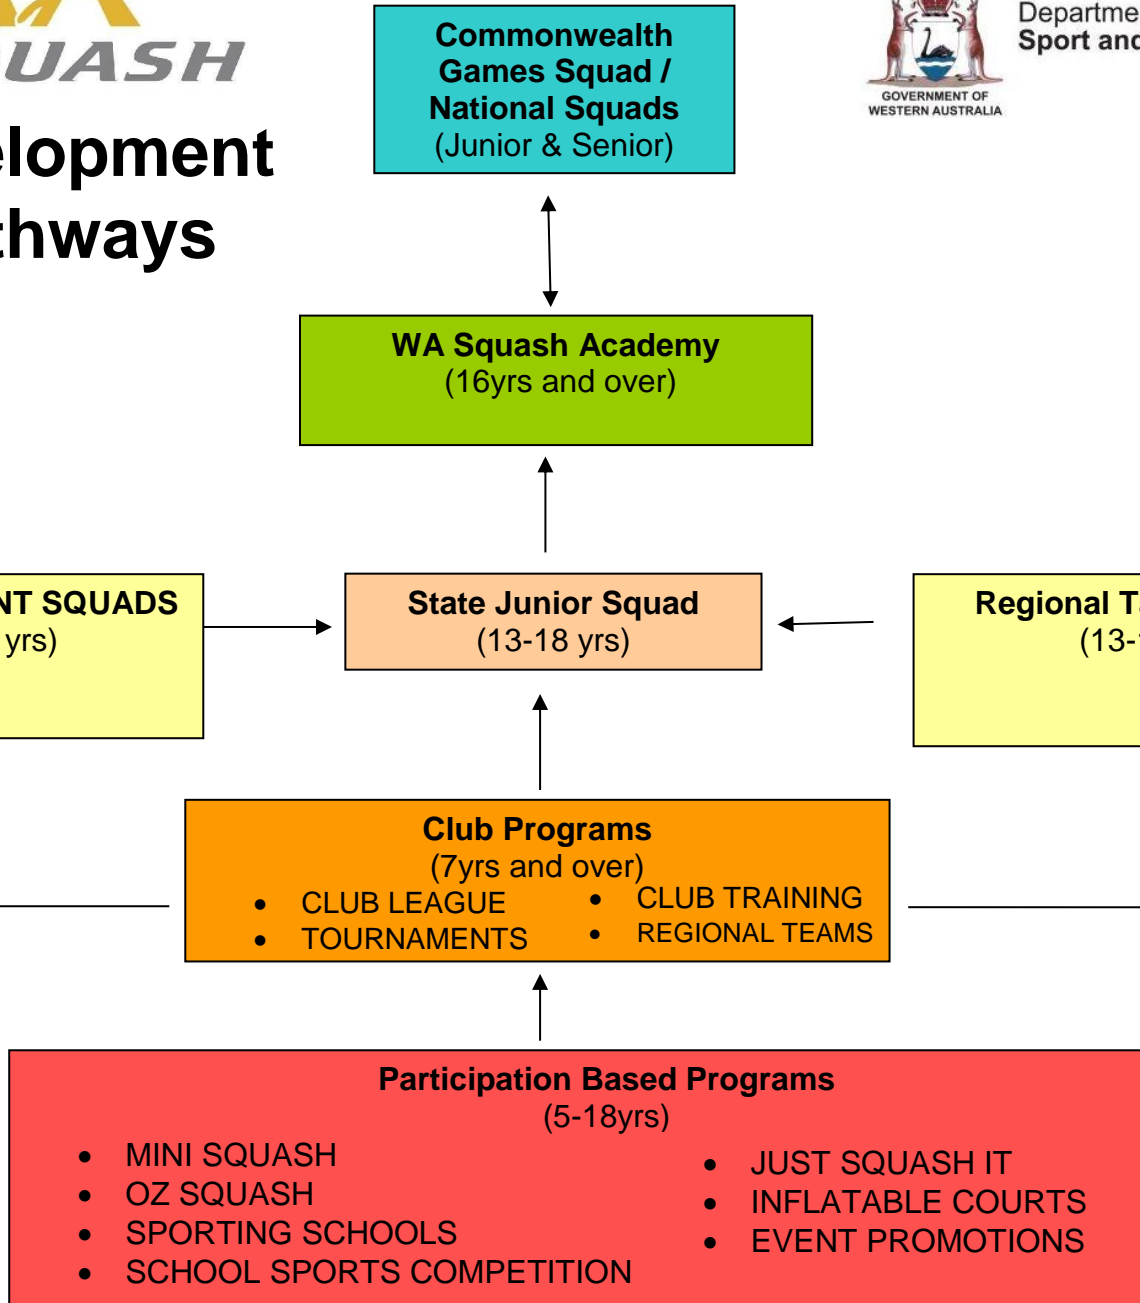 UASH
elopment
thways
Commonwealth
Games Squad /
National Squads
(Junior & Senior)
GOVERNMENT OF
WESTERN AUSTRALIA
Departme
Sport and
WA Squash Academy
(16yrs and over)
NT SQUADS
yrs)
State Junior Squad
(13-18 yrs)
Regional T
(13-
Club Programs
(7yrs and over)
• CLUB LEAGUE
• TOURNAMENTS
• CLUB TRAINING
• REGIONAL TEAMS
Participation Based Programs
(5-18yrs)
• MINI SQUASH
• OZ SQUASH
• SPORTING SCHOOLS
• SCHOOL SPORTS COMPETITION
• JUST SQUASH IT
• INFLATABLE COURTS
• EVENT PROMOTIONS